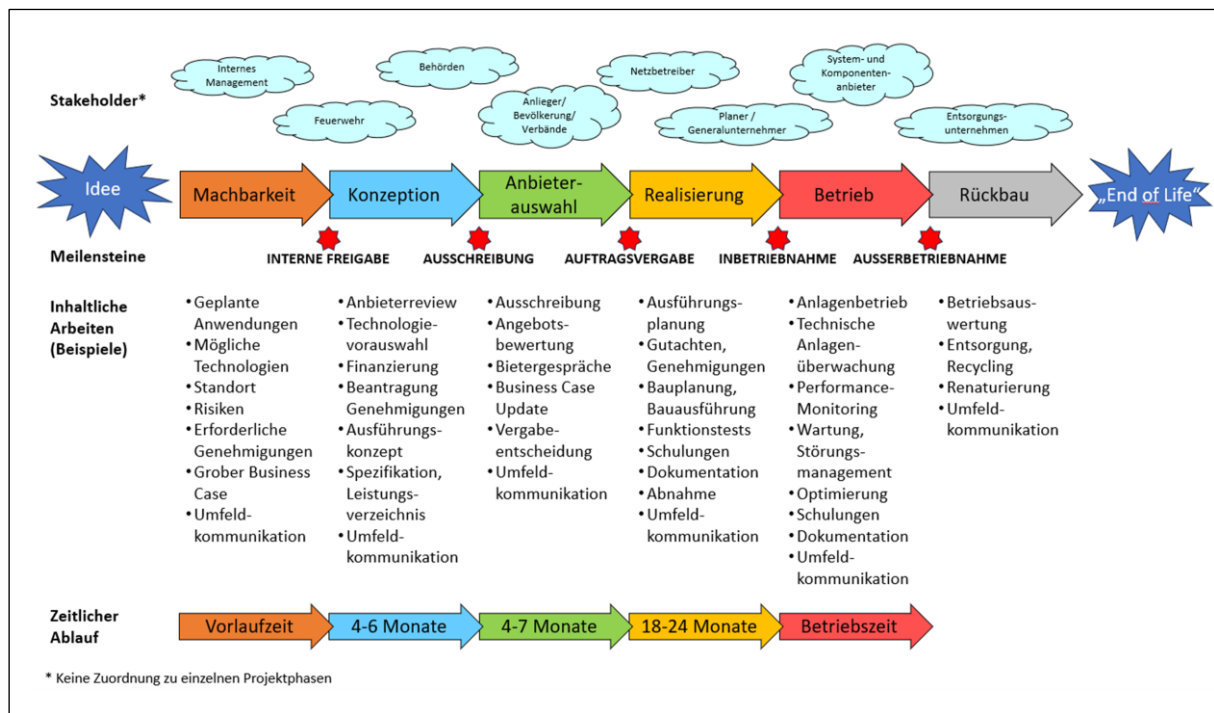 Stakeholder*
Internes
Management
Feuerwehr
Behörden
Anlieger/
Bevölkerung/
Verbände
Netzbetreiber
Planer /
Generalunternehmer
System- und
Komponenten-
anbieter
Entsorgungs-
unternehmen
Idee
Machbarkeit
Konzeption
Anbieter-
auswahl
Realisierung
Betrieb
Rückbau
„End of Life“
Meilensteine
INTERNE FREIGABE
AUSSCHREIBUNG
AUFTRAGSVERGABE
INBETRIEBNAHME
AUSSERBETRIEBNAHME
Inhaltliche
Arbeiten
(Beispiele)
• Geplante
Anwendungen
• Mögliche
Technologien
• Standort
• Risiken
• Erforderliche
Genehmigungen
• Grober Business
Case
• Umfeld-
kommunikation
• Anbieterreview
• Technologie-
vorauswahl
• Finanzierung
• Beantragung
Genehmigungen
• Ausführungs-
konzept
• Spezifikation,
Leistungs-
verzeichnis
• Umfeld-
kommunikation
• Ausschreibung
• Angebots-
bewertung
• Bietergespräche
• Business Case
Update
• Vergabe-
entscheidung
• Umfeld-
kommunikation
• Ausführungs-
planung
• Gutachten,
Genehmigungen
• Bauplanung,
Bauausführung
• Funktionstests
• Schulungen
• Dokumentation
• Abnahme
• Umfeld-
kommunikation
• Anlagenbetrieb
• Technische
Anlagen-
überwachung
• Performance-
Monitoring
• Wartung,
Störungs-
management
• Optimierung
• Schulungen
• Dokumentation
• Umfeld-
kommunikation
• Betriebsaus-
wertung
• Entsorgung,
Recycling
• Renaturierung
• Umfeld-
kommunikation
Zeitlicher
Ablauf
Vorlaufzeit
4-6 Monate
4-7 Monate
18-24 Monate
Betriebszeit
* Keine Zuordnung zu einzelnen Projektphasen